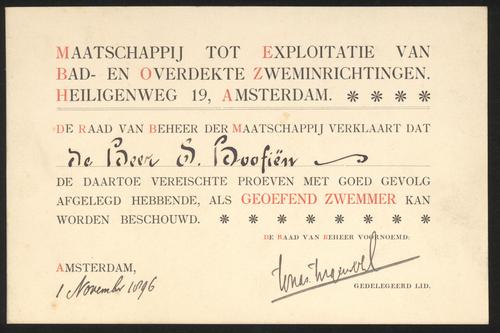 MAATSCHAPPIJ TOT EXPLOITATIE VAN
BAD- EN OVERDEKTE ZWEMINRICHTINGEN.
HEILIGENWEG 19, AMSTERDAM. * * * *
DE RAAD VAN BEHEER DER MAATSCHAPPIJ VERKLAART DAT
de Heer S. Hoofiën
DE DAARTOE VEREISCHTE PROEVEN MET GOED GEVOLG
AFGELEGD HEBBENDE, ALS GEOEFEND ZWEMMER KAN
WORDEN BESCHOUWD. * * * * * * * *
DE RAAD VAN BEHEER VOORNOEMD:
AMSTERDAM,
1 November 1896
GEDELEGEERD LID.